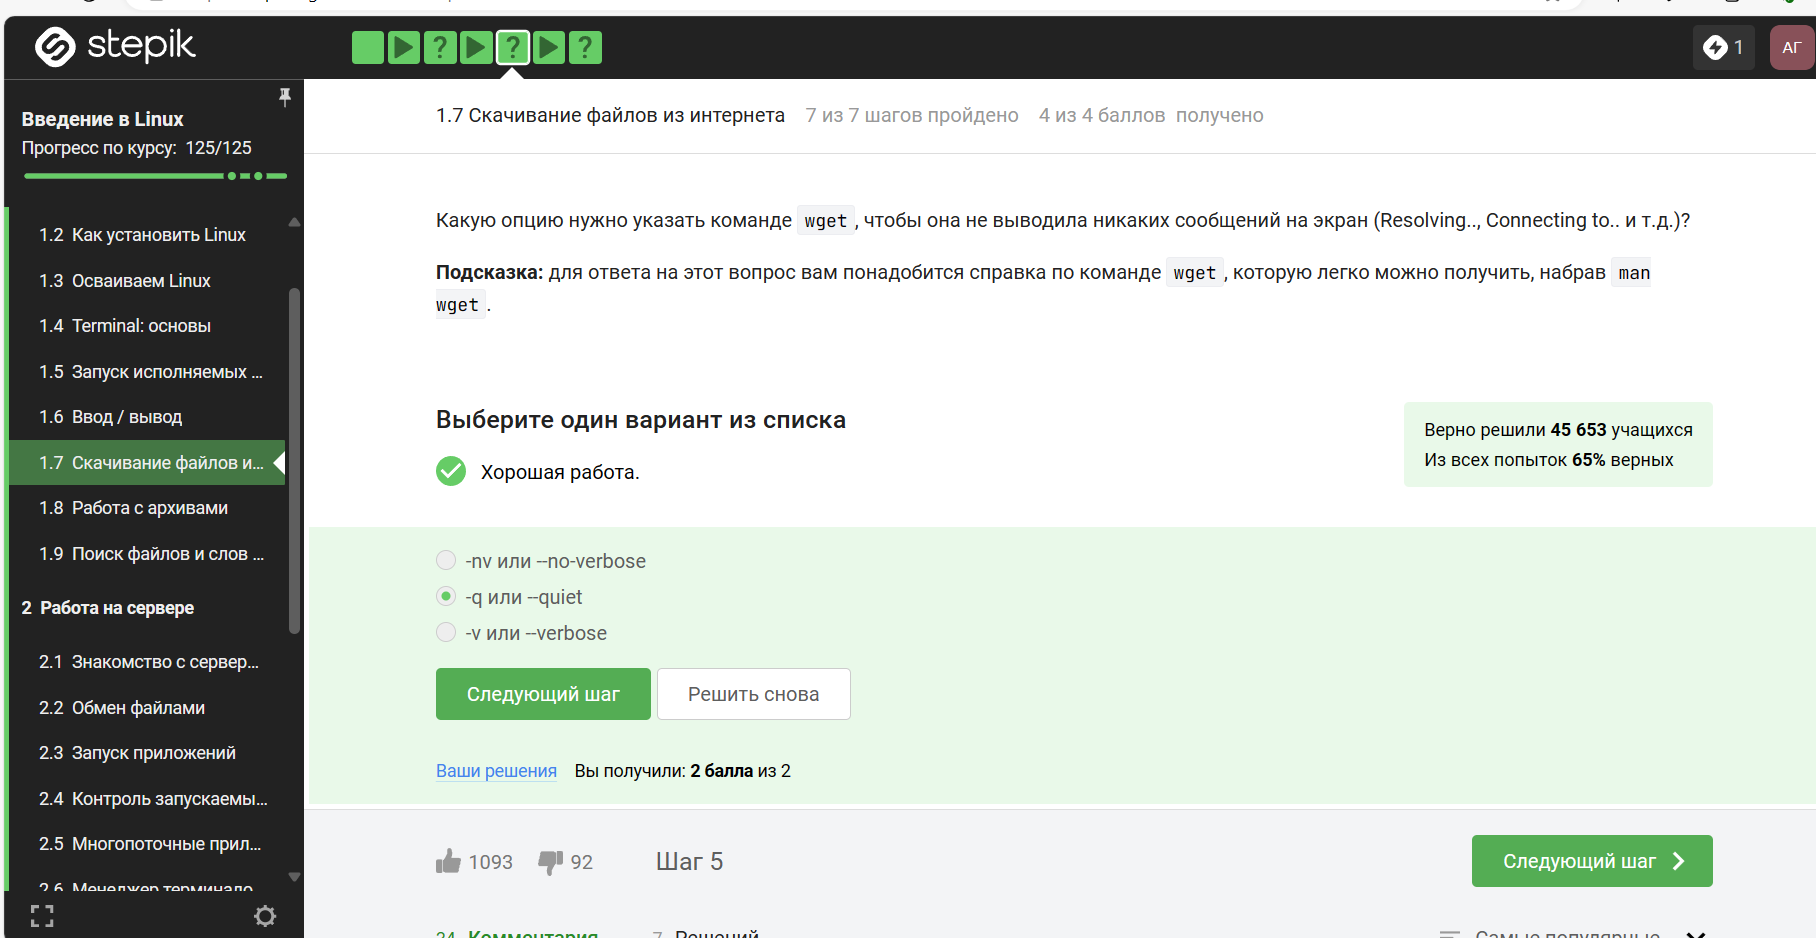 stepik
? ? ?
1
АГ
Введение в Linux
Прогресс по курсу: 125/125
1.2 Как установить Linux
1.3 Осваиваем Linux
1.4 Terminal: основы
1.5 Запуск исполняемых ...
1.6 Ввод / вывод
1.7 Скачивание файлов и...
1.8 Работа с архивами
1.9 Поиск файлов и слов ...
2 Работа на сервере
2.1 Знакомство с сервер...
2.2 Обмен файлами
2.3 Запуск приложений
2.4 Контроль запускаемы...
2.5 Многопоточные прил...
2.6 Менеджер терминало
1.7 Скачивание файлов из интернета 7 из 7 шагов пройдено 4 из 4 баллов получено
Какую опцию нужно указать команде wget, чтобы она не выводила никаких сообщений на экран (Resolving.., Connecting to.. и т.д.)?
Подсказка: для ответа на этот вопрос вам понадобится справка по команде wget, которую легко можно получить, набрав man
wget.
Выберите один вариант из списка
Хорошая работа.
Верно решили 45 653 учащихся
Из всех попыток 65% верных
-nv или --no-verbose
-q или --quiet
-v или --verbose
Следующий шаг
Решить снова
Ваши решения Вы получили: 2 балла из 2
1093 92 Шаг 5
Следующий шаг
Комментария 7 Решений
Самые популярные